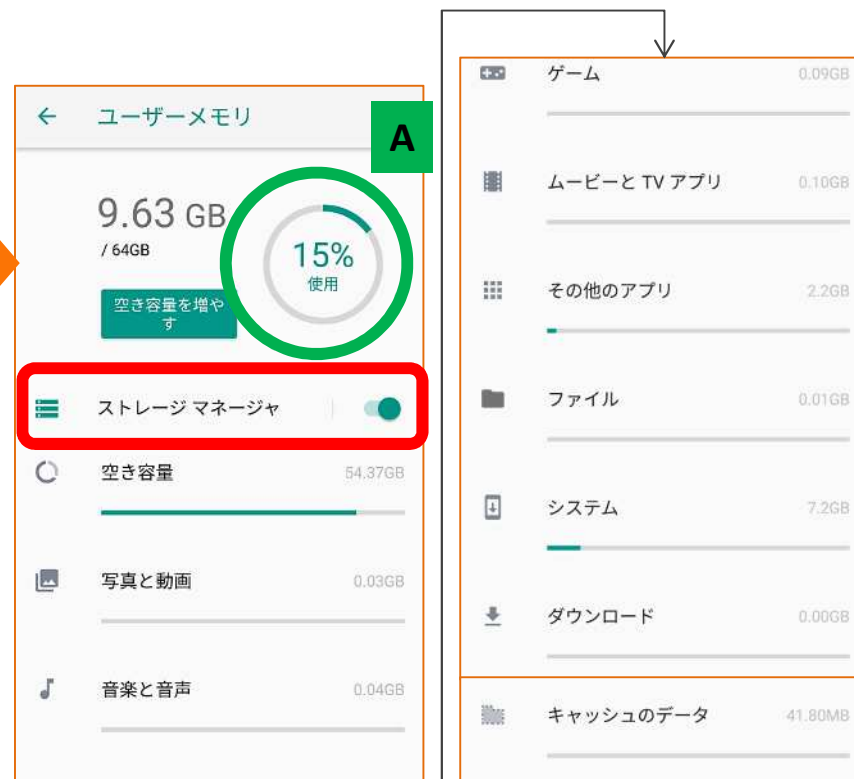 ユーザーメモリ
A
9.63 GB
/ 64GB
15%
使用
空き容量を増や
す
ストレージ マネージャ
空き容量 54.37GB
写真と動画 0.03GB
音楽と音声 0.04GB
ゲーム 0.09GB
ムービーと TV アプリ 0.10GB
その他のアプリ 2.2GB
ファイル 0.01GB
システム 7.2GB
ダウンロード 0.00GB
キャッシュのデータ 41.80MB